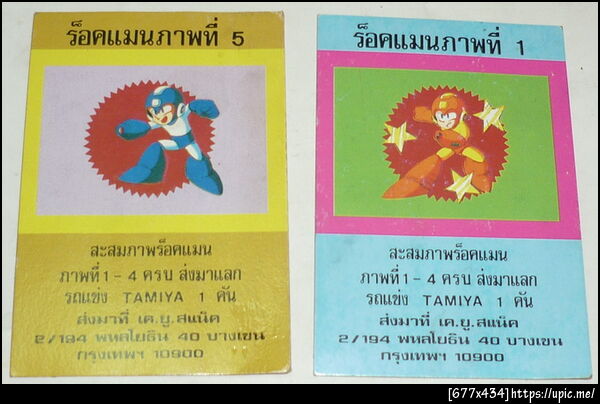 ร็อคแมนภาพที่ 5
สะสมภาพร็อคแมน
ภาพที่ 1 - 4 ครบ ส่งมาแลก
รถแข่ง TAMIYA 1 คัน
ส่งมาที่ เค.ยู.สแน็ค
2/194 พหลโยธิน 40 บางเขน
กรุงเทพฯ 10900
ร็อคแมนภาพที่ 1
สะสมภาพร็อคแมน
ภาพที่ 1 - 4 ครบ ส่งมาแลก
รถแข่ง TAMIYA 1 คัน
ส่งมาที่ เค.ยู.สแน็ค
2/194 พหลโยธิน 40 บางเขน
กรุงเทพฯ 10900
[677x434]https://upic.me/